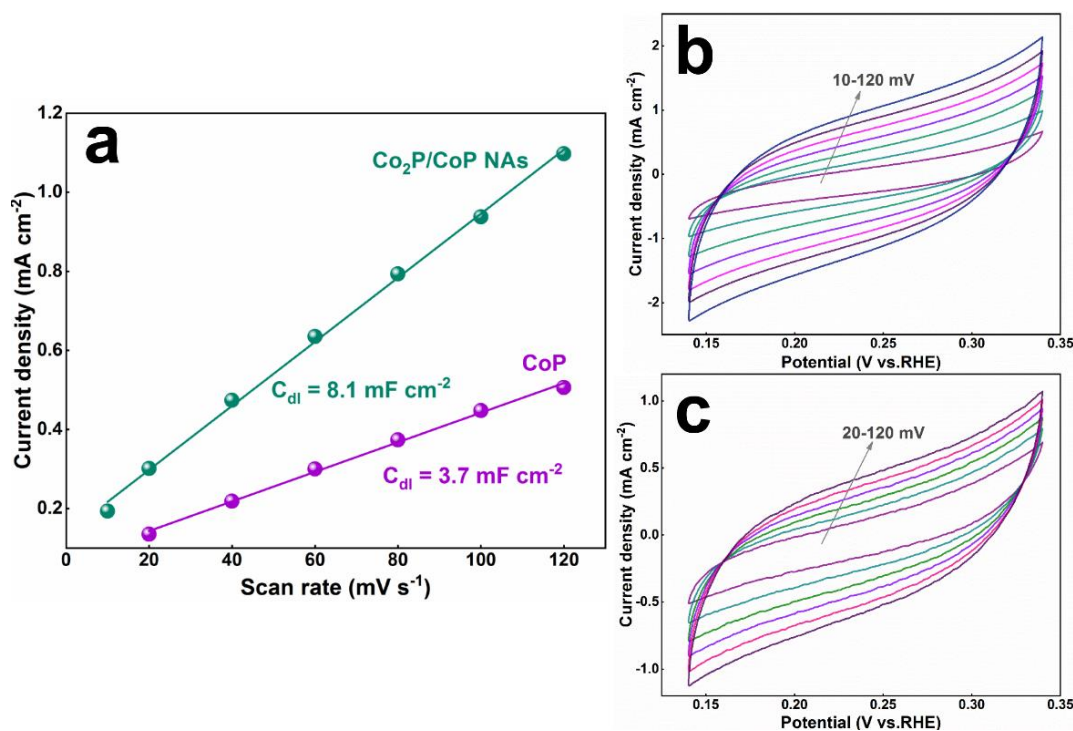 a
Co₂P/CoP NAs
C_dl = 8.1 mF cm⁻²
CoP
C_dl = 3.7 mF cm⁻²
1.2
1.0
0.8
0.6
0.4
0.2
0 20 40 60 80 100 120
Scan rate (mV s⁻¹)
Current density (mA cm⁻²)
b
10-120 mV
2
1
0
-1
-2
0.15 0.20 0.25 0.30 0.35
Potential (V vs.RHE)
Current density (mA cm⁻²)
c
20-120 mV
1.0
0.5
0.0
-0.5
-1.0
0.15 0.20 0.25 0.30 0.35
Potential (V vs.RHE)
Current density (mA cm⁻²)